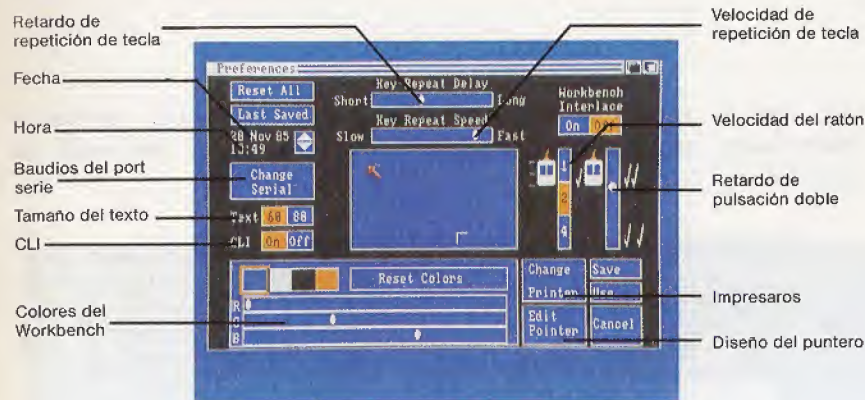 Retardo de
repetición de tecla
Velocidad de
repetición de tecla
Fecha
Hora
Baudios del port
serie
Tamaño del texto
CLI
Colores del
Workbench
Velocidad del ratón
Retardo de
pulsación doble
Impresaros
Diseño del puntero
Preferences
Reset All
Last Saved
28 Nov 85
13:49
Change
Serial
Text 60 80
CLI On Off
Key Repeat Delay
Short Long
Key Repeat Speed
Slow Fast
Workbench
Interlace
On Off
1
2
4
Reset Colors
R
G
B
Change
Printer
Save
Use
Edit
Pointer
Cancel